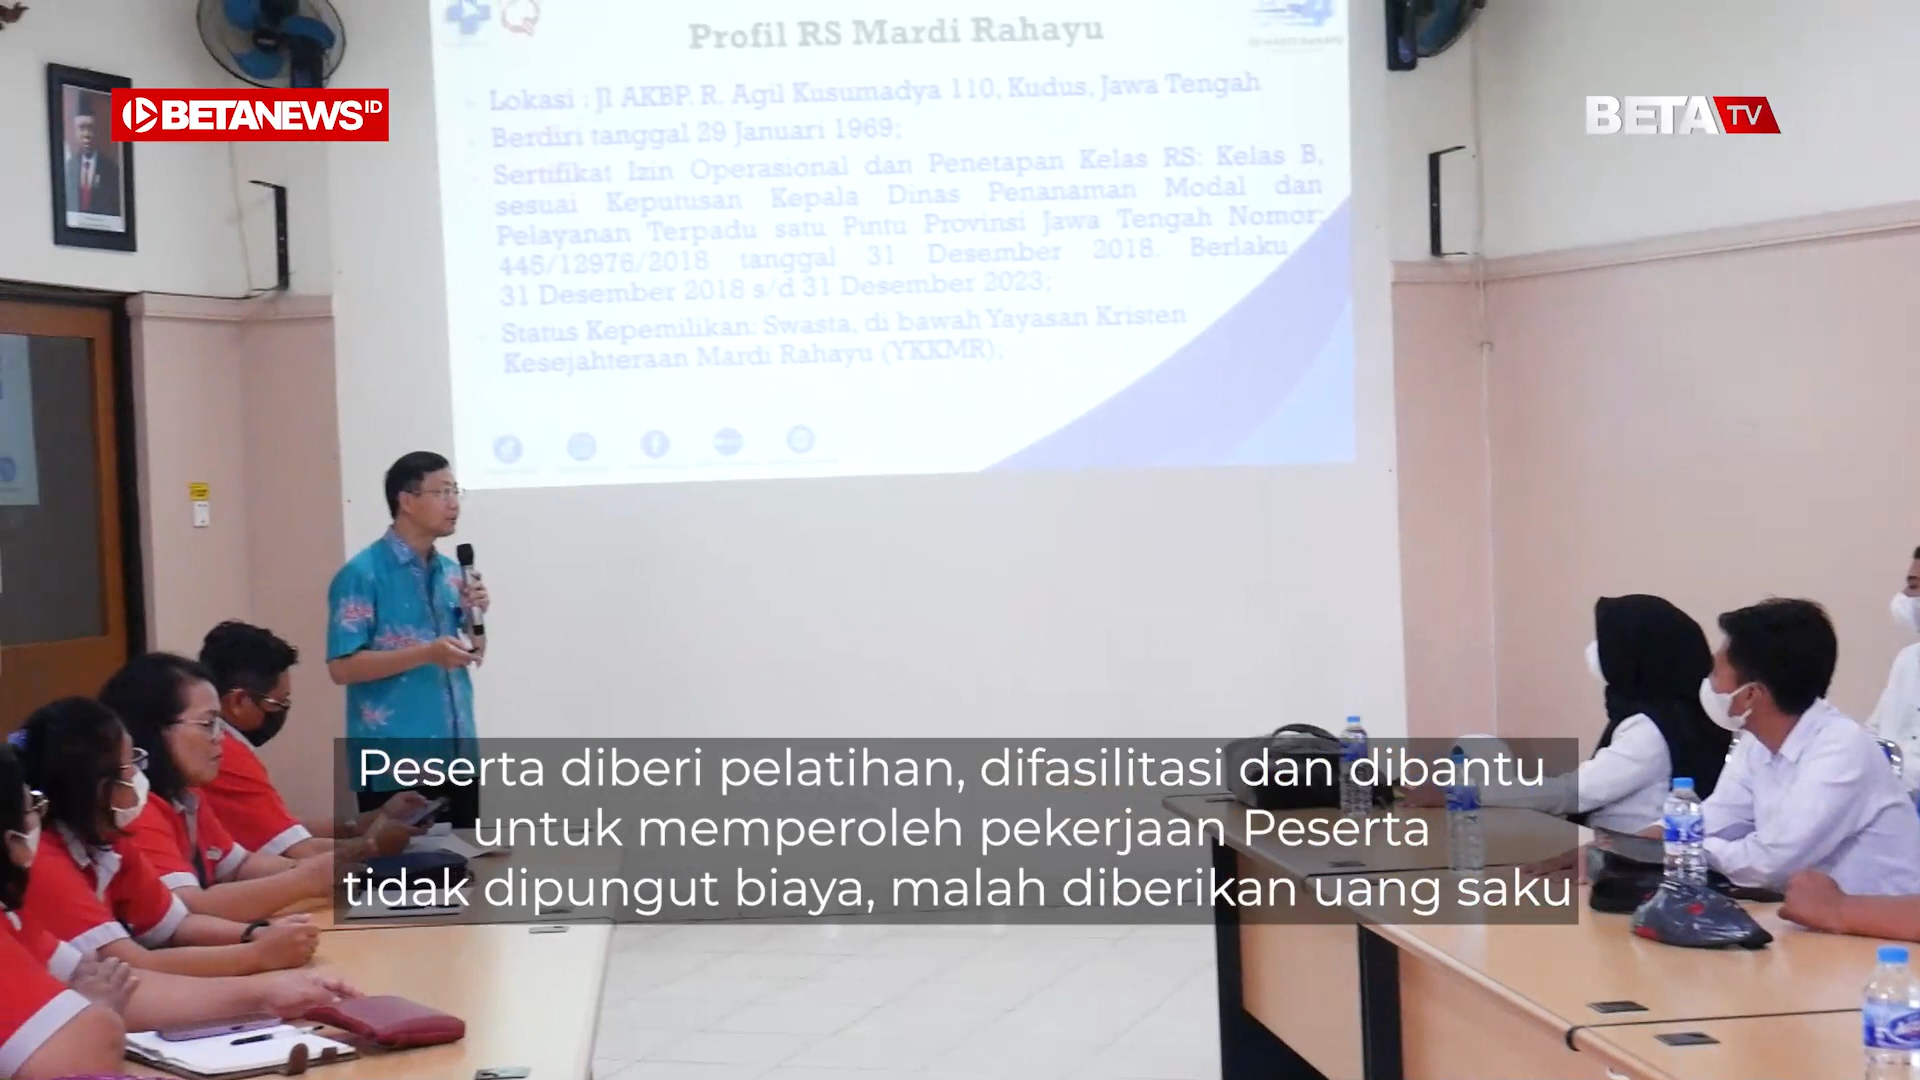 BETANEWS ID
BETA TV
Profil RS Mardi Rahayu
Lokasi : Jl AKBP. R. Agil Kusumadya 110, Kudus, Jawa Tengah
Berdiri tanggal 29 Januari 1969;
Sertifikat Izin Operasional dan Penetapan Kelas RS: Kelas B,
sesuai Keputusan Kepala Dinas Penanaman Modal dan
Pelayanan Terpadu satu Pintu Provinsi Jawa Tengah Nomor:
445/12976/2018 tanggal 31 Desember 2018. Berlaku
31 Desember 2018 s/d 31 Desember 2023;
Status Kepemilikan: Swasta, di bawah Yayasan Kristen
Kesejahteraan Mardi Rahayu (YKKMR);
Peserta diberi pelatihan, difasilitasi dan dibantu
untuk memperoleh pekerjaan Peserta
tidak dipungut biaya, malah diberikan uang saku